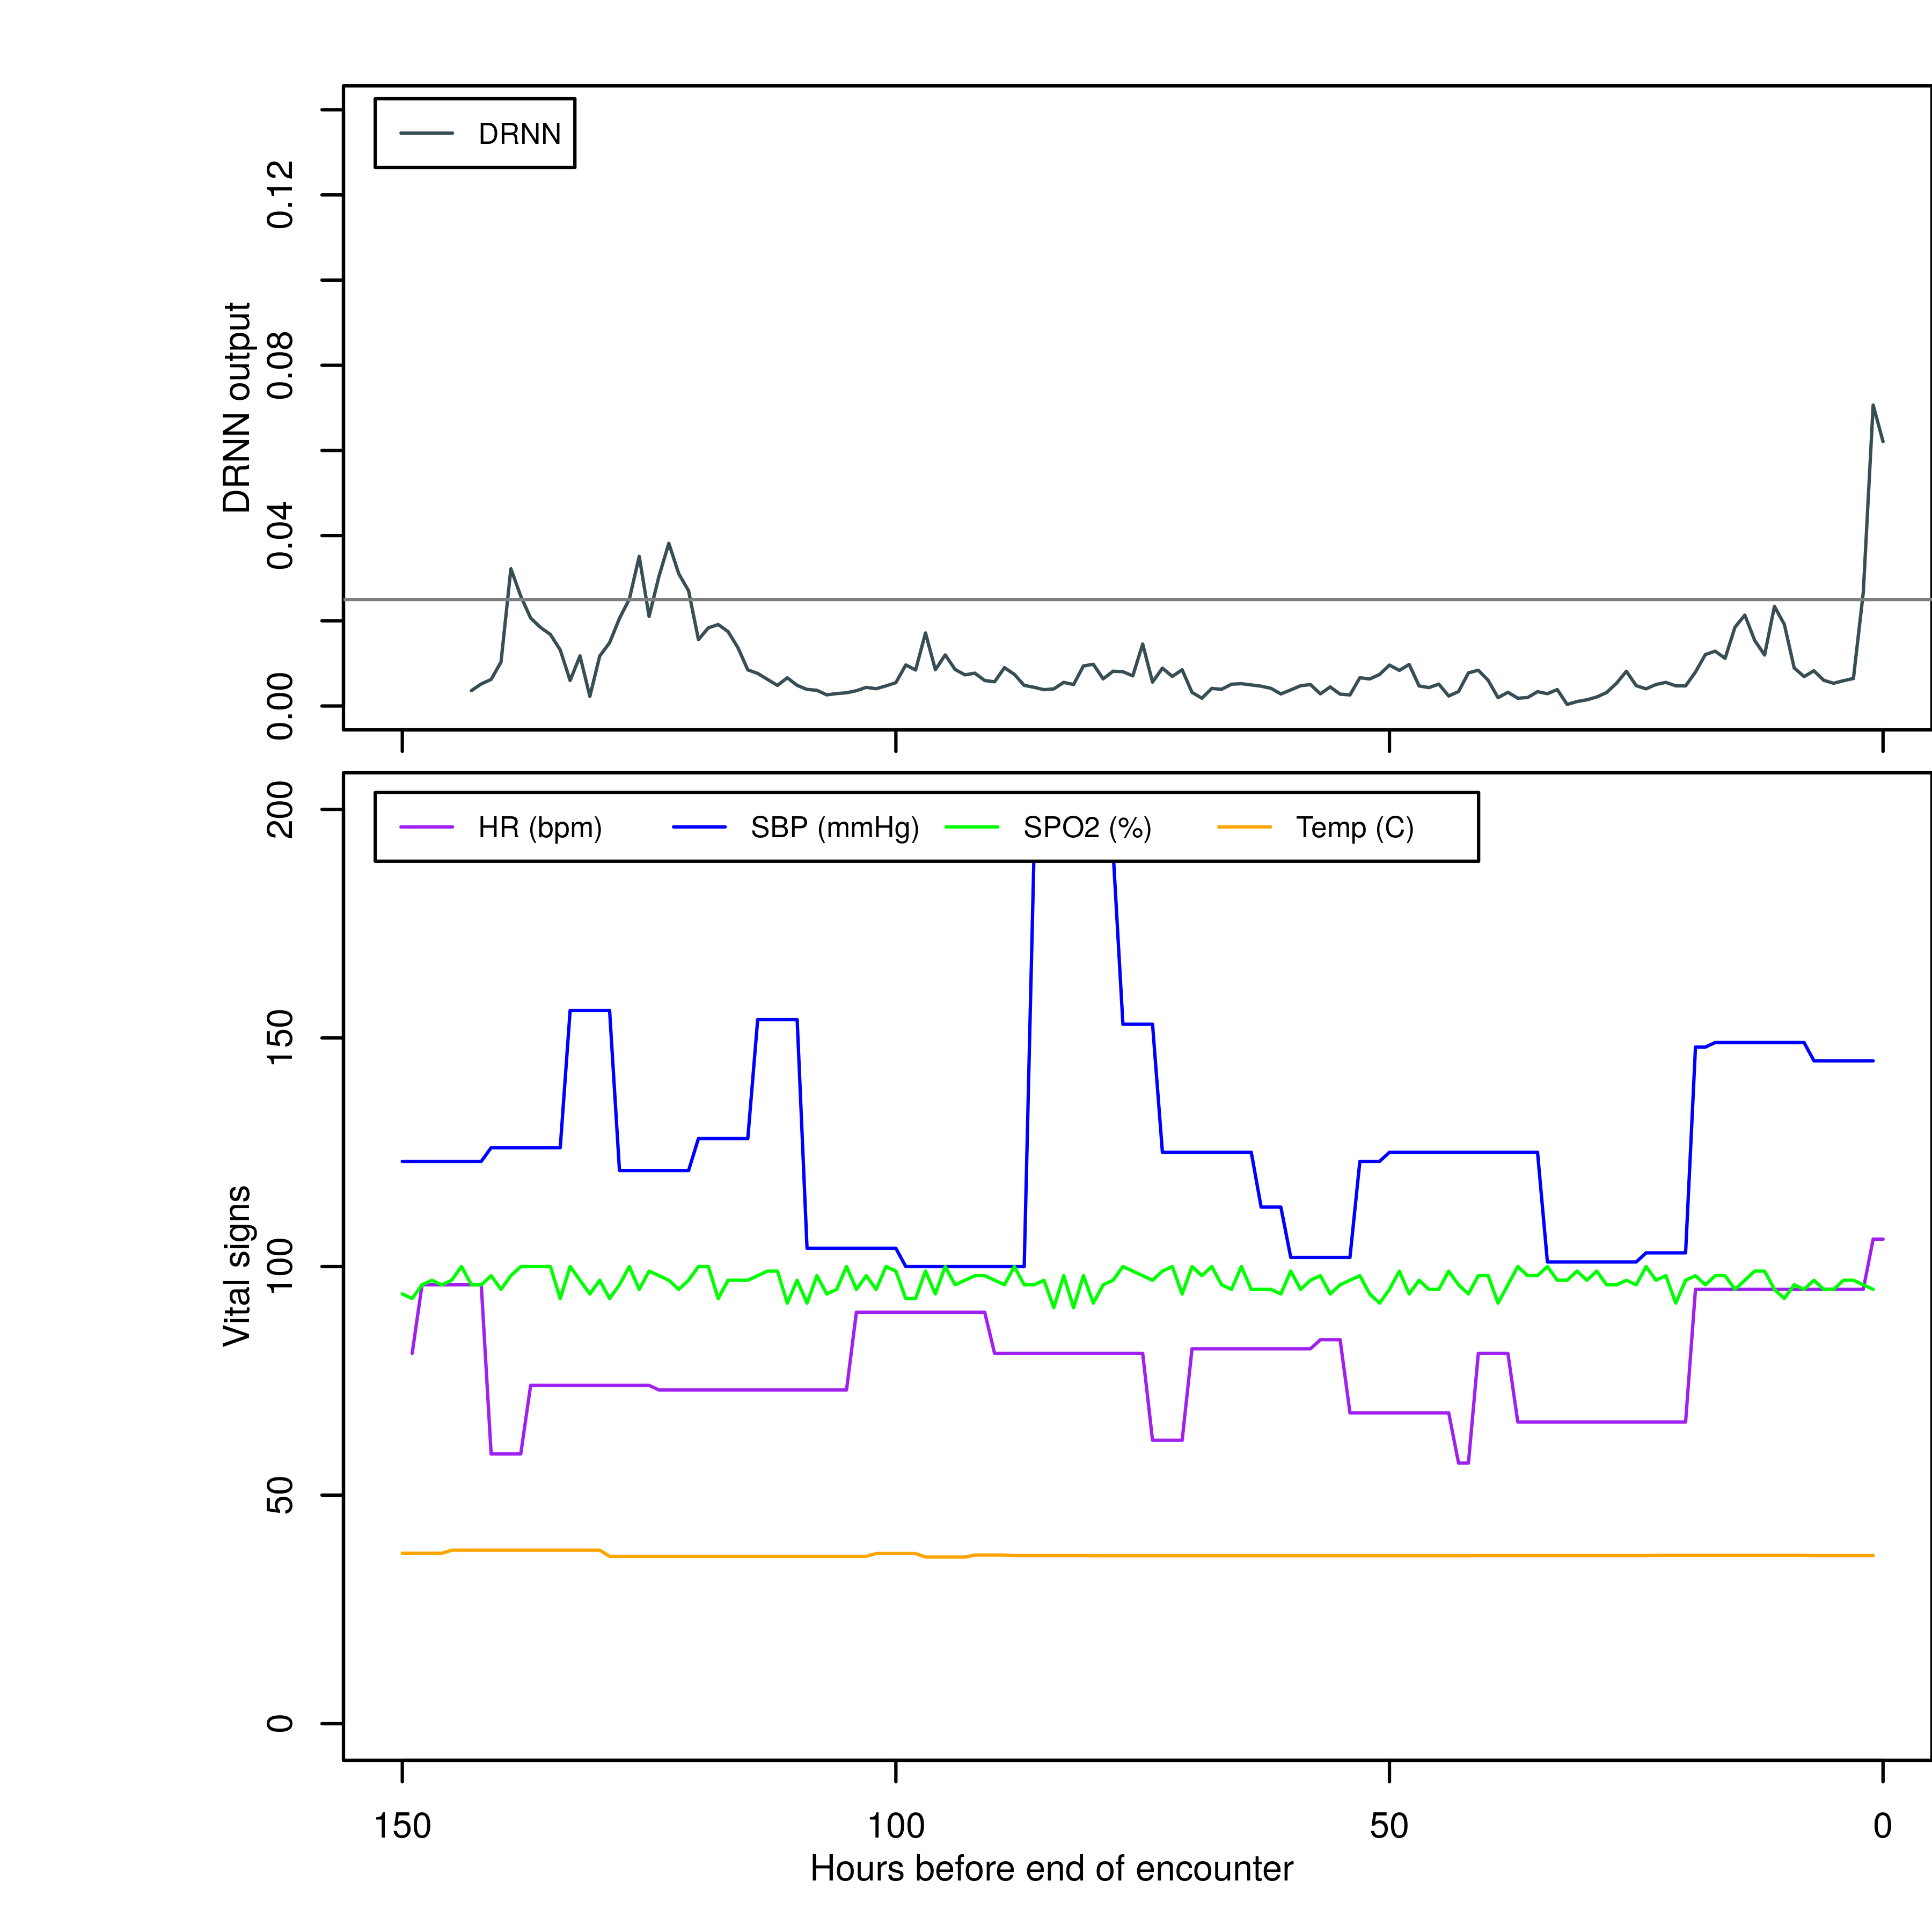 DRNN
0.12
0.08
0.04
0.00
DRNN output
HR (bpm) SBP (mmHg) SPO2 (%) Temp (C)
200
150
100
50
0
Vital signs
150 100 50 0
Hours before end of encounter